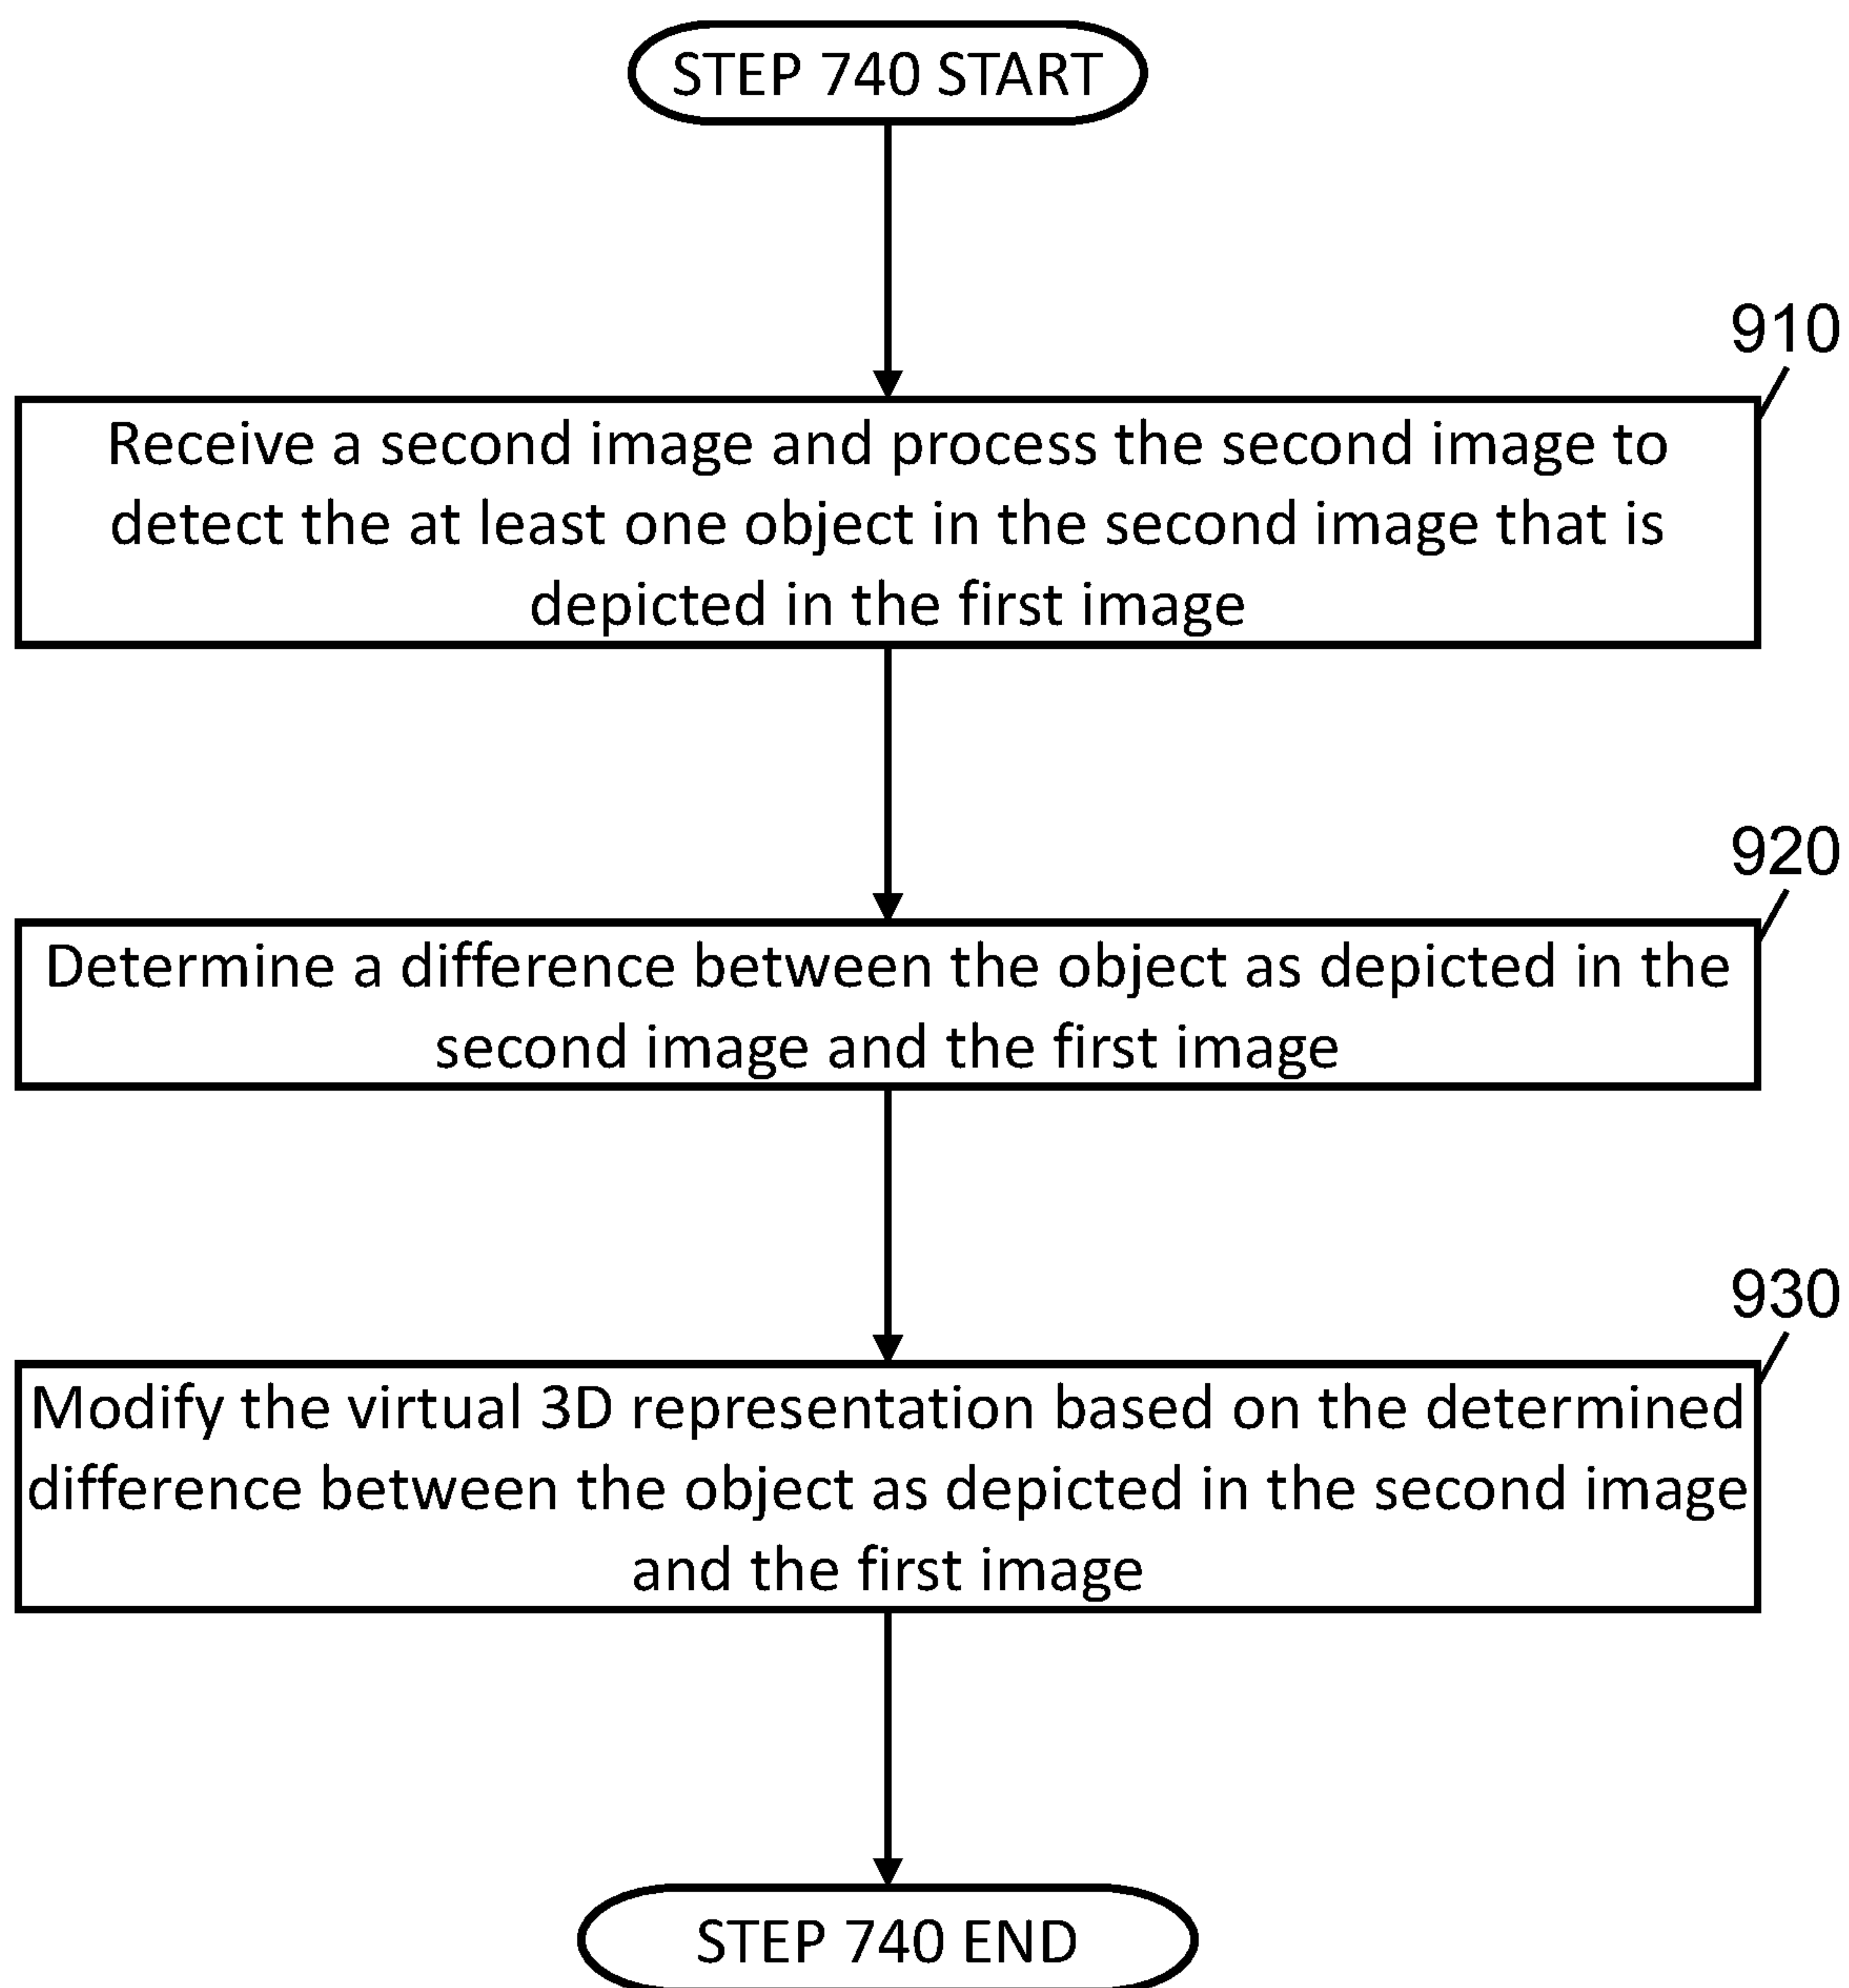 STEP 740 START
910
Receive a second image and process the second image to
detect the at least one object in the second image that is
depicted in the first image
920
Determine a difference between the object as depicted in the
second image and the first image
930
Modify the virtual 3D representation based on the determined
difference between the object as depicted in the second image
and the first image
STEP 740 END